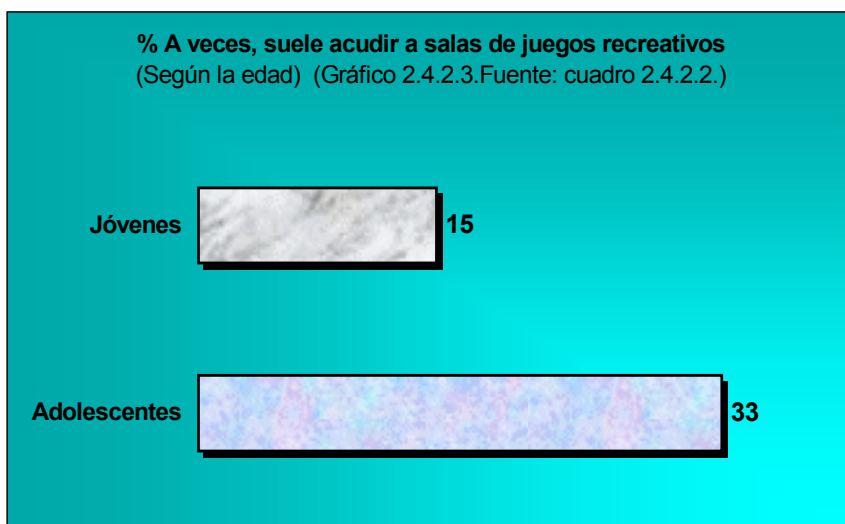 % A veces, suele acudir a salas de juegos recreativos
(Según la edad) (Gráfico 2.4.2.3.Fuente: cuadro 2.4.2.2.)
Jóvenes 15
Adolescentes 33